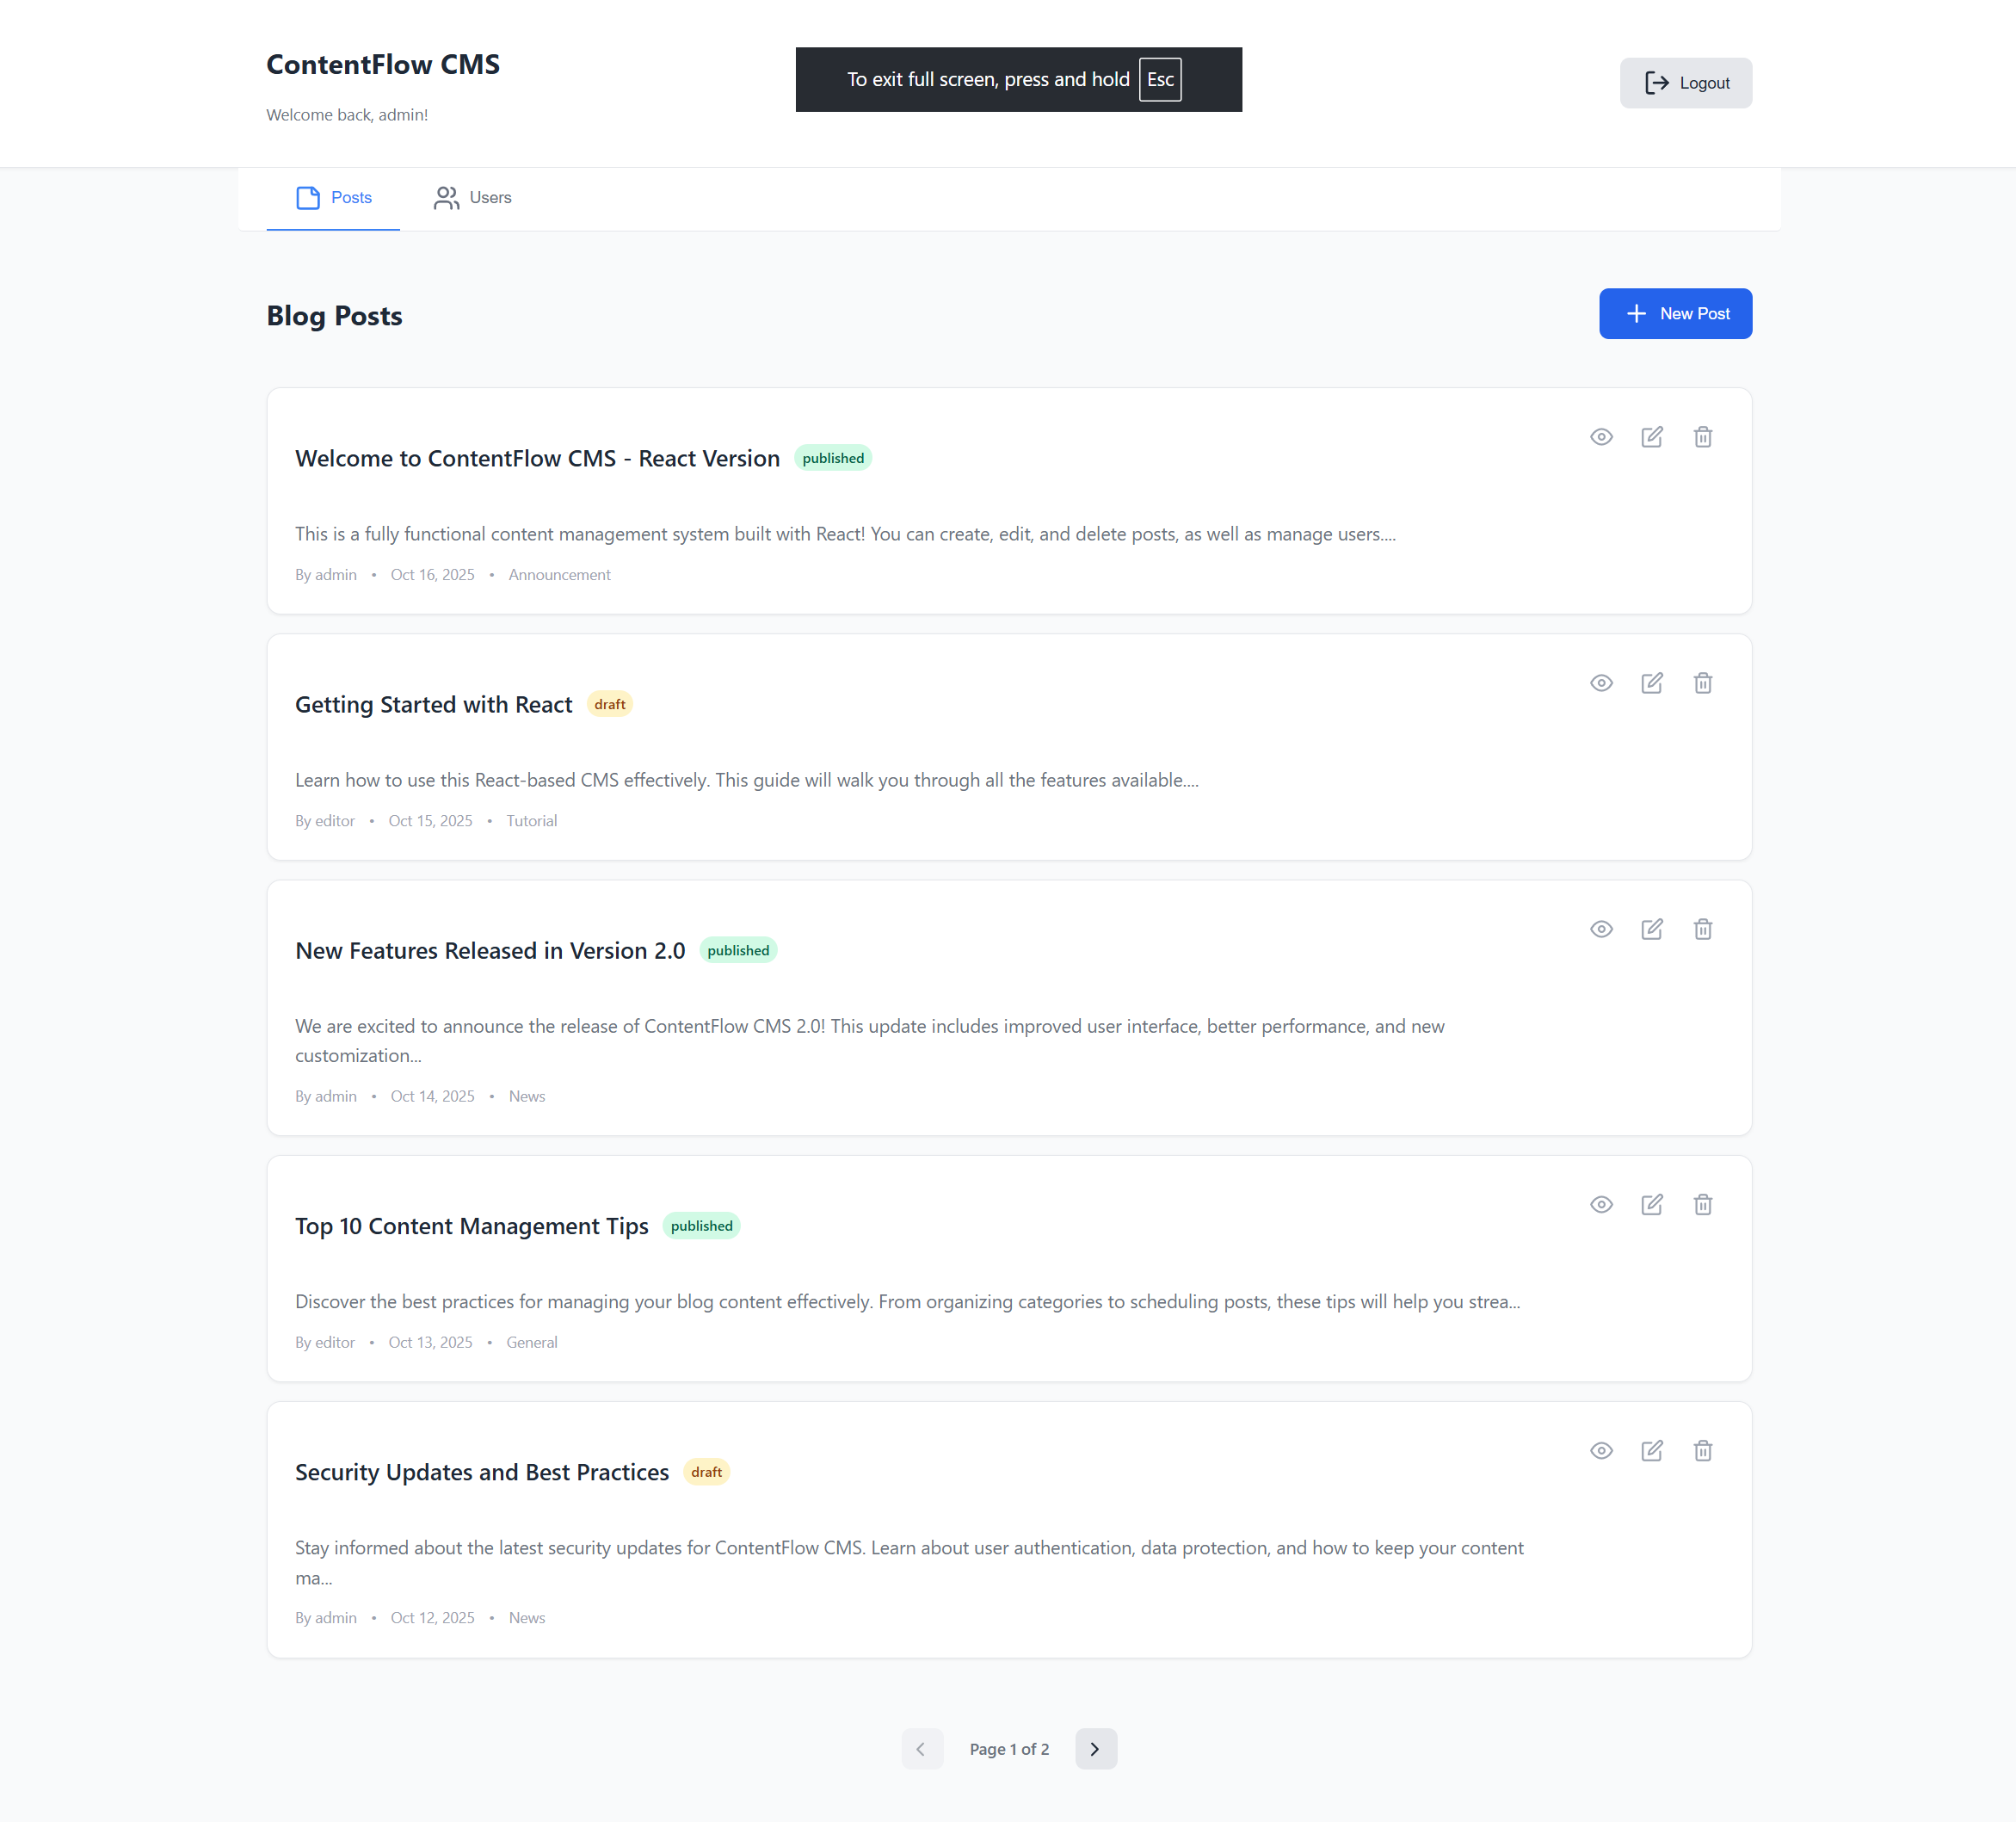 ContentFlow CMS
Welcome back, admin!
To exit full screen, press and hold Esc
Logout
Posts
Users
Blog Posts
New Post
Welcome to ContentFlow CMS - React Version published
This is a fully functional content management system built with React! You can create, edit, and delete posts, as well as manage users....
By admin • Oct 16, 2025 • Announcement
Getting Started with React draft
Learn how to use this React-based CMS effectively. This guide will walk you through all the features available....
By editor • Oct 15, 2025 • Tutorial
New Features Released in Version 2.0 published
We are excited to announce the release of ContentFlow CMS 2.0! This update includes improved user interface, better performance, and new
customization...
By admin • Oct 14, 2025 • News
Top 10 Content Management Tips published
Discover the best practices for managing your blog content effectively. From organizing categories to scheduling posts, these tips will help you strea...
By editor • Oct 13, 2025 • General
Security Updates and Best Practices draft
Stay informed about the latest security updates for ContentFlow CMS. Learn about user authentication, data protection, and how to keep your content
ma...
By admin • Oct 12, 2025 • News
Page 1 of 2